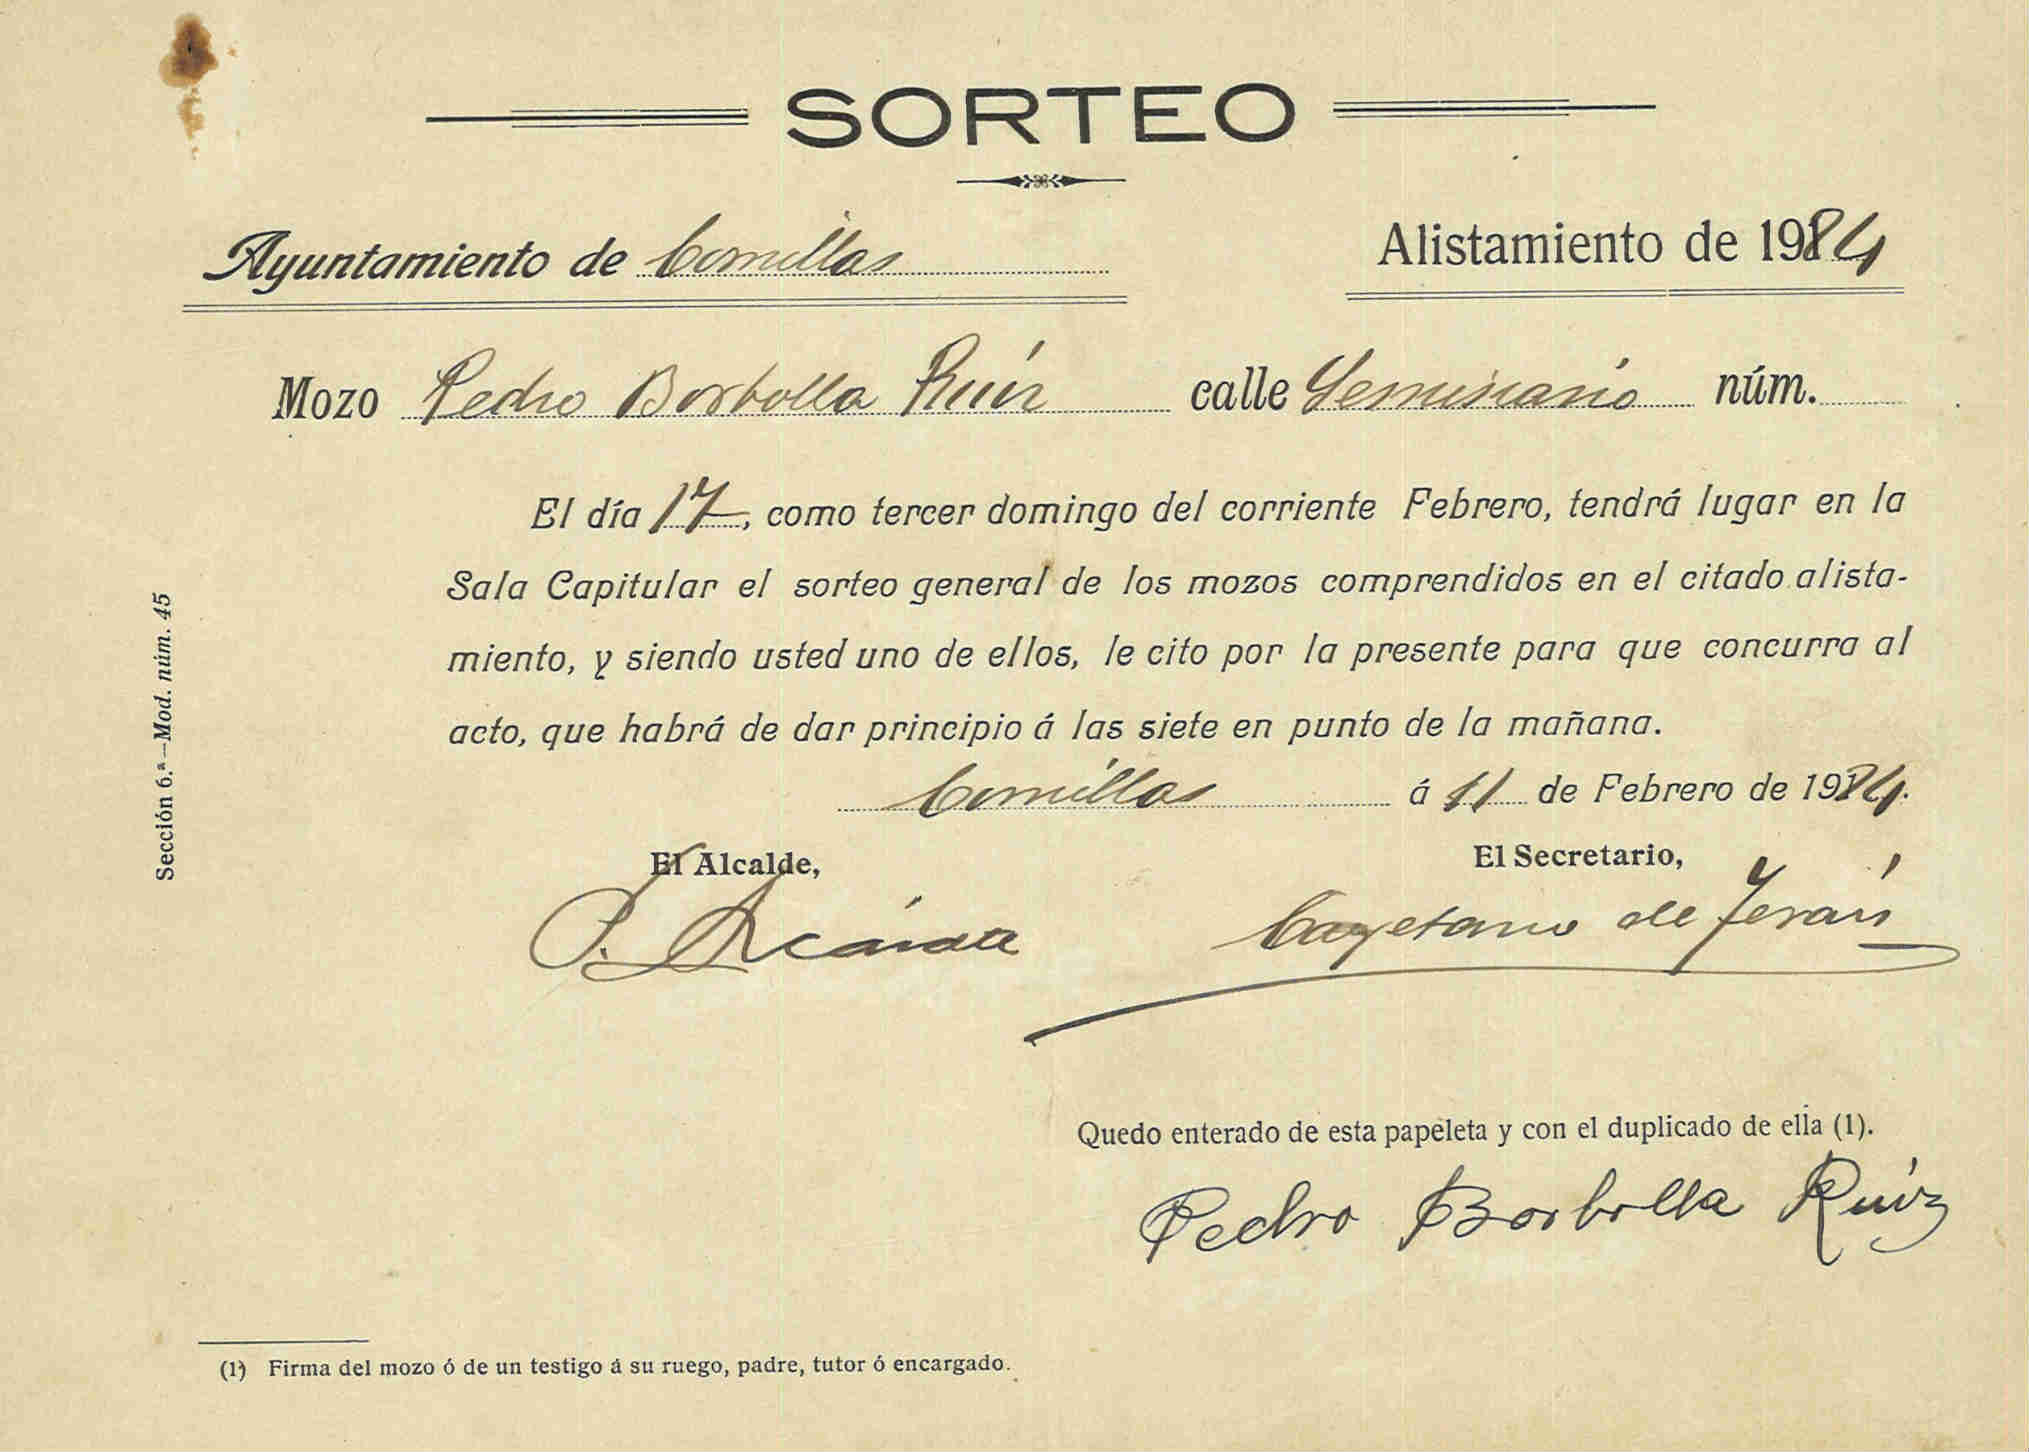 SORTEO
Ayuntamiento de Comillas
Alistamiento de 1924
Mozo Pedro Borbolla Ruíz calle Seminario núm.
El día 17, como tercer domingo del corriente Febrero, tendrá lugar en la
Sala Capitular el sorteo general de los mozos comprendidos en el citado alista-
miento, y siendo usted uno de ellos, le cito por la presente para que concurra al
acto, que habrá de dar principio á las siete en punto de la mañana.
Comillas á 11 de Febrero de 1924.
El Alcalde,
El Secretario,
Cayetano de Terán
Quedo enterado de esta papeleta y con el duplicado de ella (1).
Pedro Borbolla Ruíz
(1) Firma del mozo ó de un testigo á su ruego, padre, tutor ó encargado.
Sección 6.ª—Mod. núm. 45